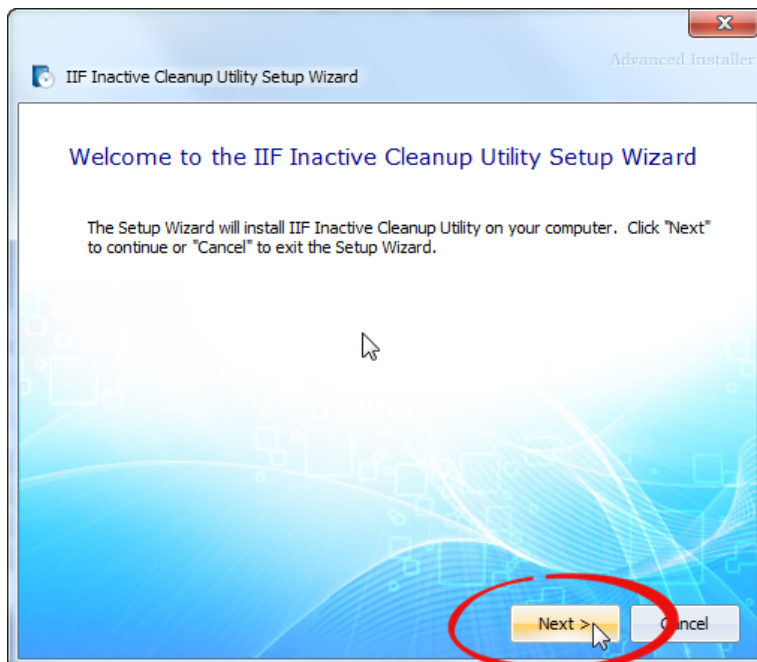 Advanced Installer
IIF Inactive Cleanup Utility Setup Wizard
Welcome to the IIF Inactive Cleanup Utility Setup Wizard
The Setup Wizard will install IIF Inactive Cleanup Utility on your computer. Click "Next"
to continue or "Cancel" to exit the Setup Wizard.
Next >
Cancel